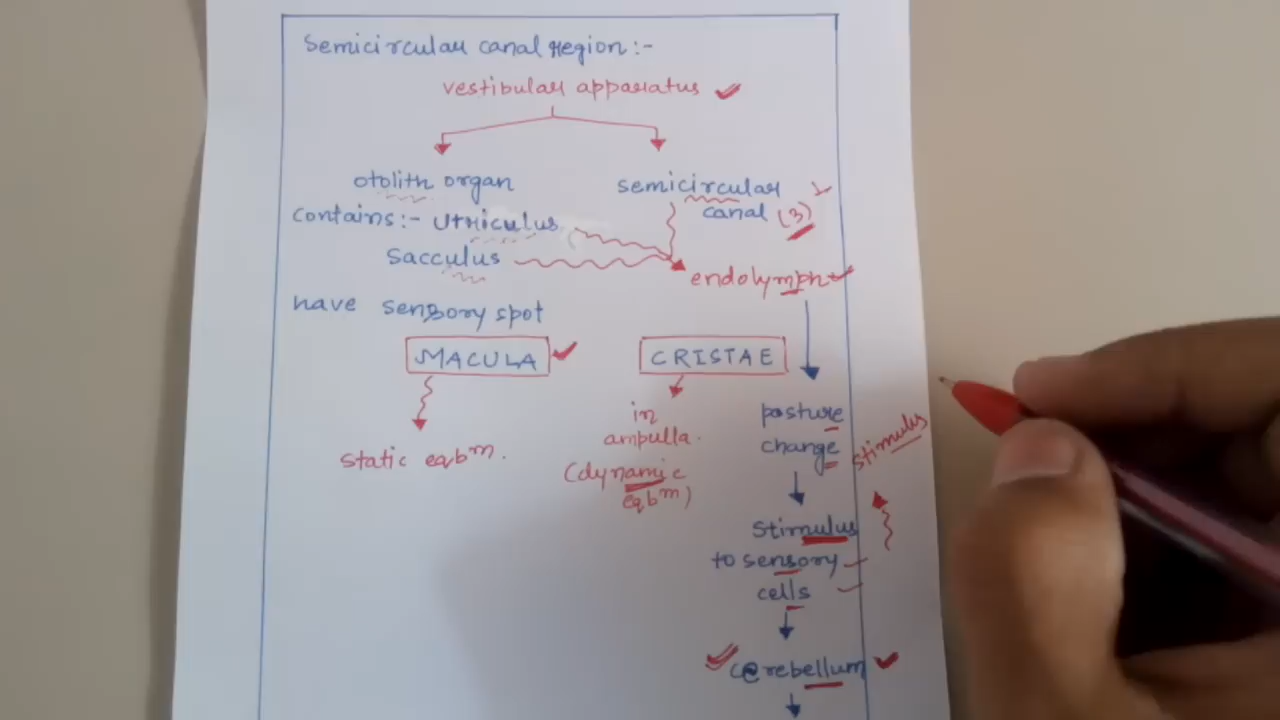 Semicircular canal region :-
vestibular apparatus
otolith organ
semicircular
canal (3)
contains :- Utriculus
Sacculus
endolymph
have sensory spot
MACULA
CRISTAE
static eqbm.
in
ampulla.
(dynamic
eqbm)
posture
change
stimulus
Stimulus
to sensory
cells
cerebellum